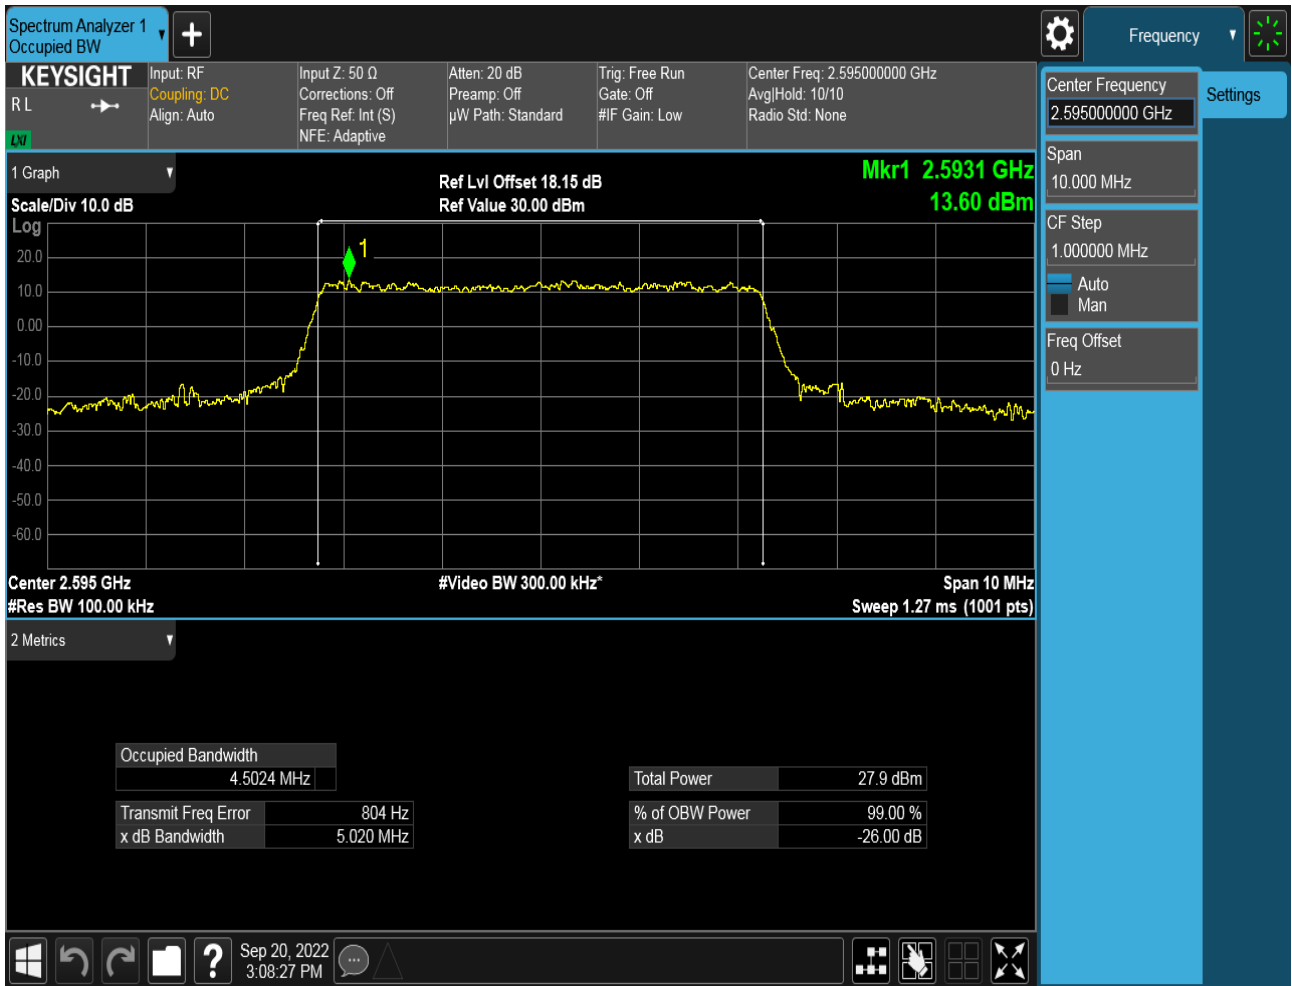 Spectrum Analyzer 1
Occupied BW
Frequency
KEYSIGHT
R L
LXI
Input: RF
Coupling: DC
Align: Auto
Input Z: 50 Ω
Corrections: Off
Freq Ref: Int (S)
NFE: Adaptive
Atten: 20 dB
Preamp: Off
µW Path: Standard
Trig: Free Run
Gate: Off
#IF Gain: Low
Center Freq: 2.595000000 GHz
Avg|Hold: 10/10
Radio Std: None
Center Frequency
2.595000000 GHz
Settings
Span
10.000 MHz
CF Step
1.000000 MHz
Auto
Man
Freq Offset
0 Hz
1 Graph
Scale/Div 10.0 dB
Ref Lvl Offset 18.15 dB
Ref Value 30.00 dBm
Mkr1 2.5931 GHz
13.60 dBm
Log
1
20.0
10.0
0.00
-10.0
-20.0
-30.0
-40.0
-50.0
-60.0
Center 2.595 GHz
#Video BW 300.00 kHz*
Span 10 MHz
#Res BW 100.00 kHz
Sweep 1.27 ms (1001 pts)
2 Metrics
Occupied Bandwidth
4.5024 MHz
Total Power 27.9 dBm
Transmit Freq Error 804 Hz
% of OBW Power 99.00 %
x dB Bandwidth 5.020 MHz
x dB -26.00 dB
?
Sep 20, 2022
3:08:27 PM